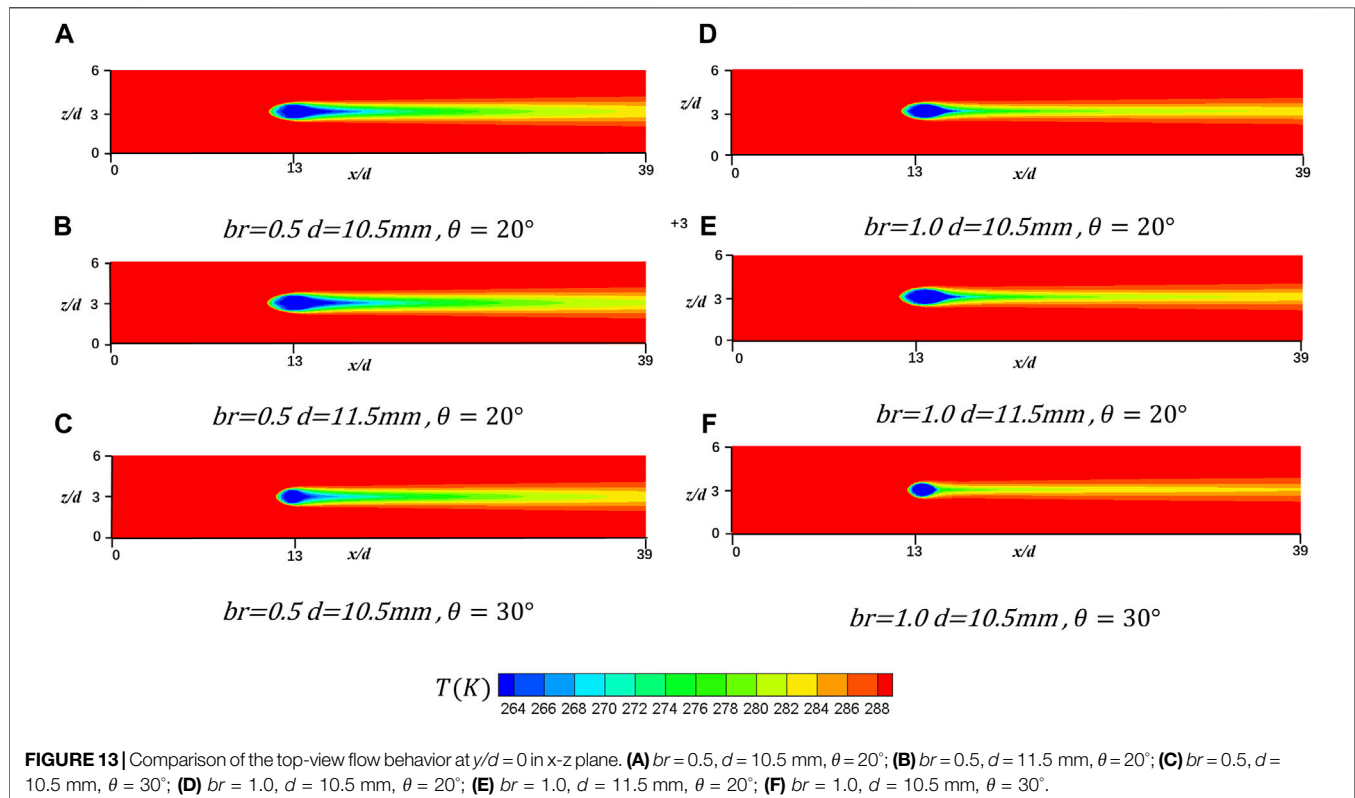 A
6
z/d 3
0
0 13 39
x/d
br=0.5 d=10.5mm, θ = 20°
B
6
z/d 3
0
0 13 39
x/d
br=0.5 d=11.5mm, θ = 20°
C
6
z/d 3
0
0 13 39
x/d
br=0.5 d=10.5mm, θ = 30°
D
6
z/d
3
0
0 13 39
x/d
br=1.0 d=10.5mm, θ = 20°
+3
E
6
z/d 3
0
0 13 39
x/d
br=1.0 d=11.5mm, θ = 20°
F
6
z/d 3
0
0 13 39
x/d
br=1.0 d=10.5mm, θ = 30°
T(K)
264 266 268 270 272 274 276 278 280 282 284 286 288
FIGURE 13 | Comparison of the top-view flow behavior at y/d = 0 in x-z plane. (A) br = 0.5, d = 10.5 mm, θ = 20°; (B) br = 0.5, d = 11.5 mm, θ = 20°; (C) br = 0.5, d =
10.5 mm, θ = 30°; (D) br = 1.0, d = 10.5 mm, θ = 20°; (E) br = 1.0, d = 11.5 mm, θ = 20°; (F) br = 1.0, d = 10.5 mm, θ = 30°.